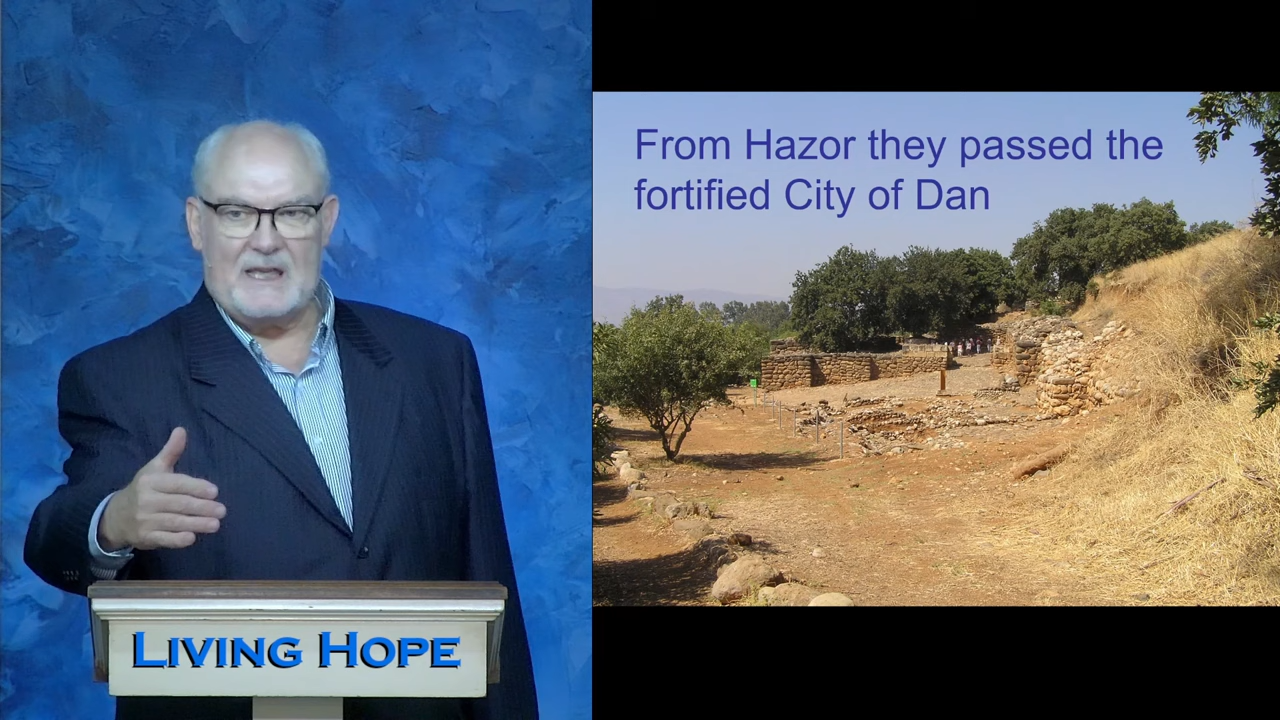 From Hazor they passed the
fortified City of Dan
LIVING HOPE